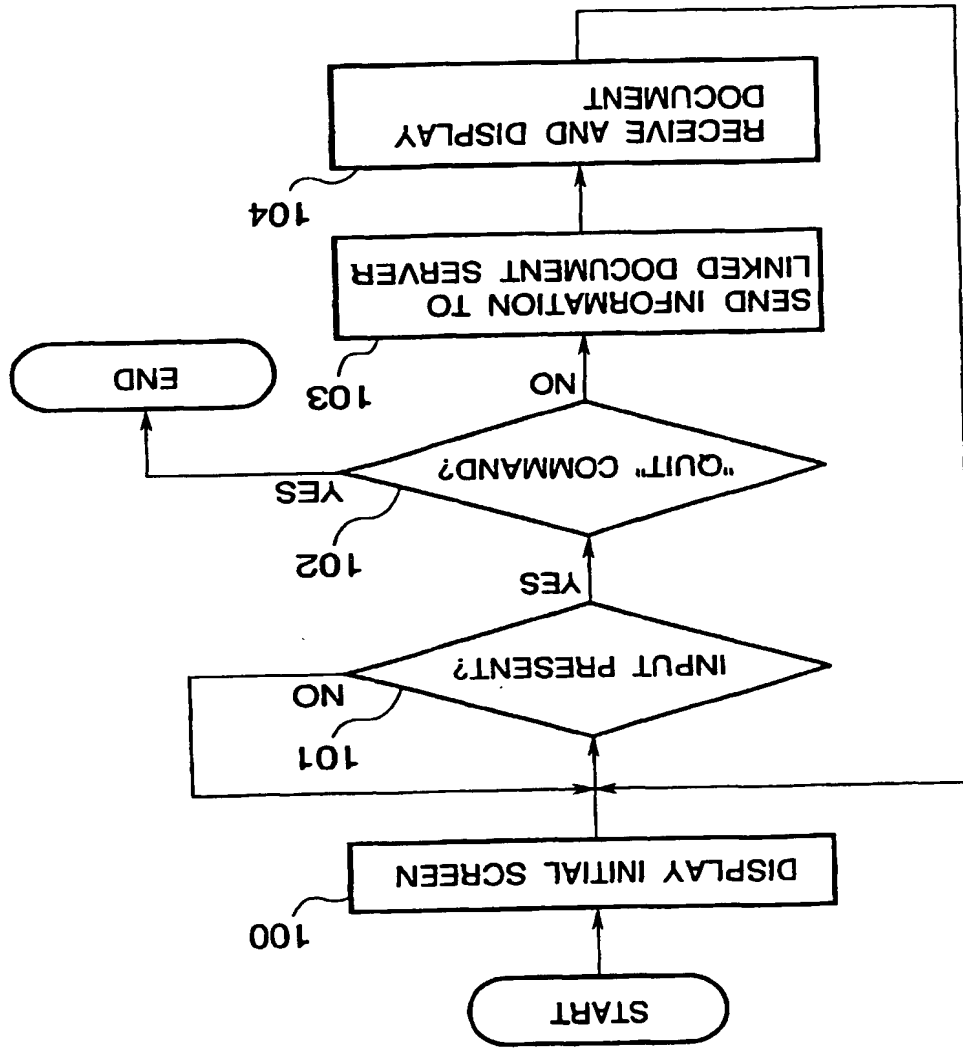 START
100
DISPLAY INITIAL SCREEN
101
INPUT PRESENT?
NO
YES
102
"QUIT" COMMAND?
YES
END
NO
103
SEND INFORMATION TO
LINKED DOCUMENT SERVER
104
RECEIVE AND DISPLAY
DOCUMENT